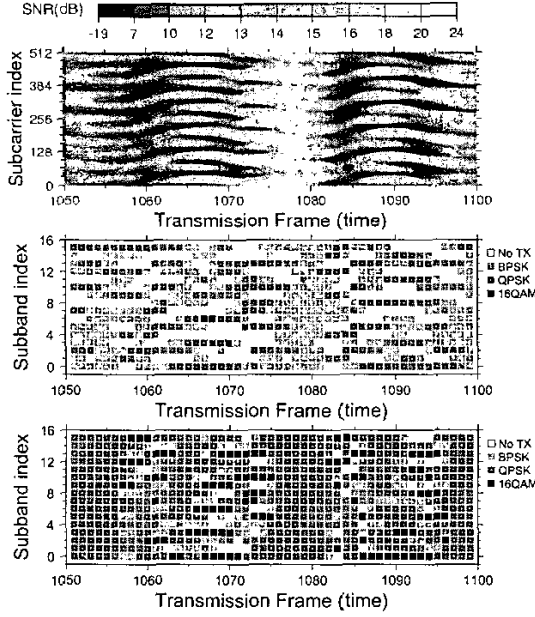 SNR(dB)
-19 7 10 12 13 14 15 16 18 20 24
Subcarrier index
512
384
256
128
0
1050 1060 1070 1080 1090 1100
Transmission Frame (time)
Subband index
16
12
8
4
0
No TX
BPSK
QPSK
16QAM
1050 1060 1070 1080 1090 1100
Transmission Frame (time)
Subband index
16
12
8
4
0
No TX
BPSK
QPSK
16QAM
1050 1060 1070 1080 1090 1100
Transmission Frame (time)